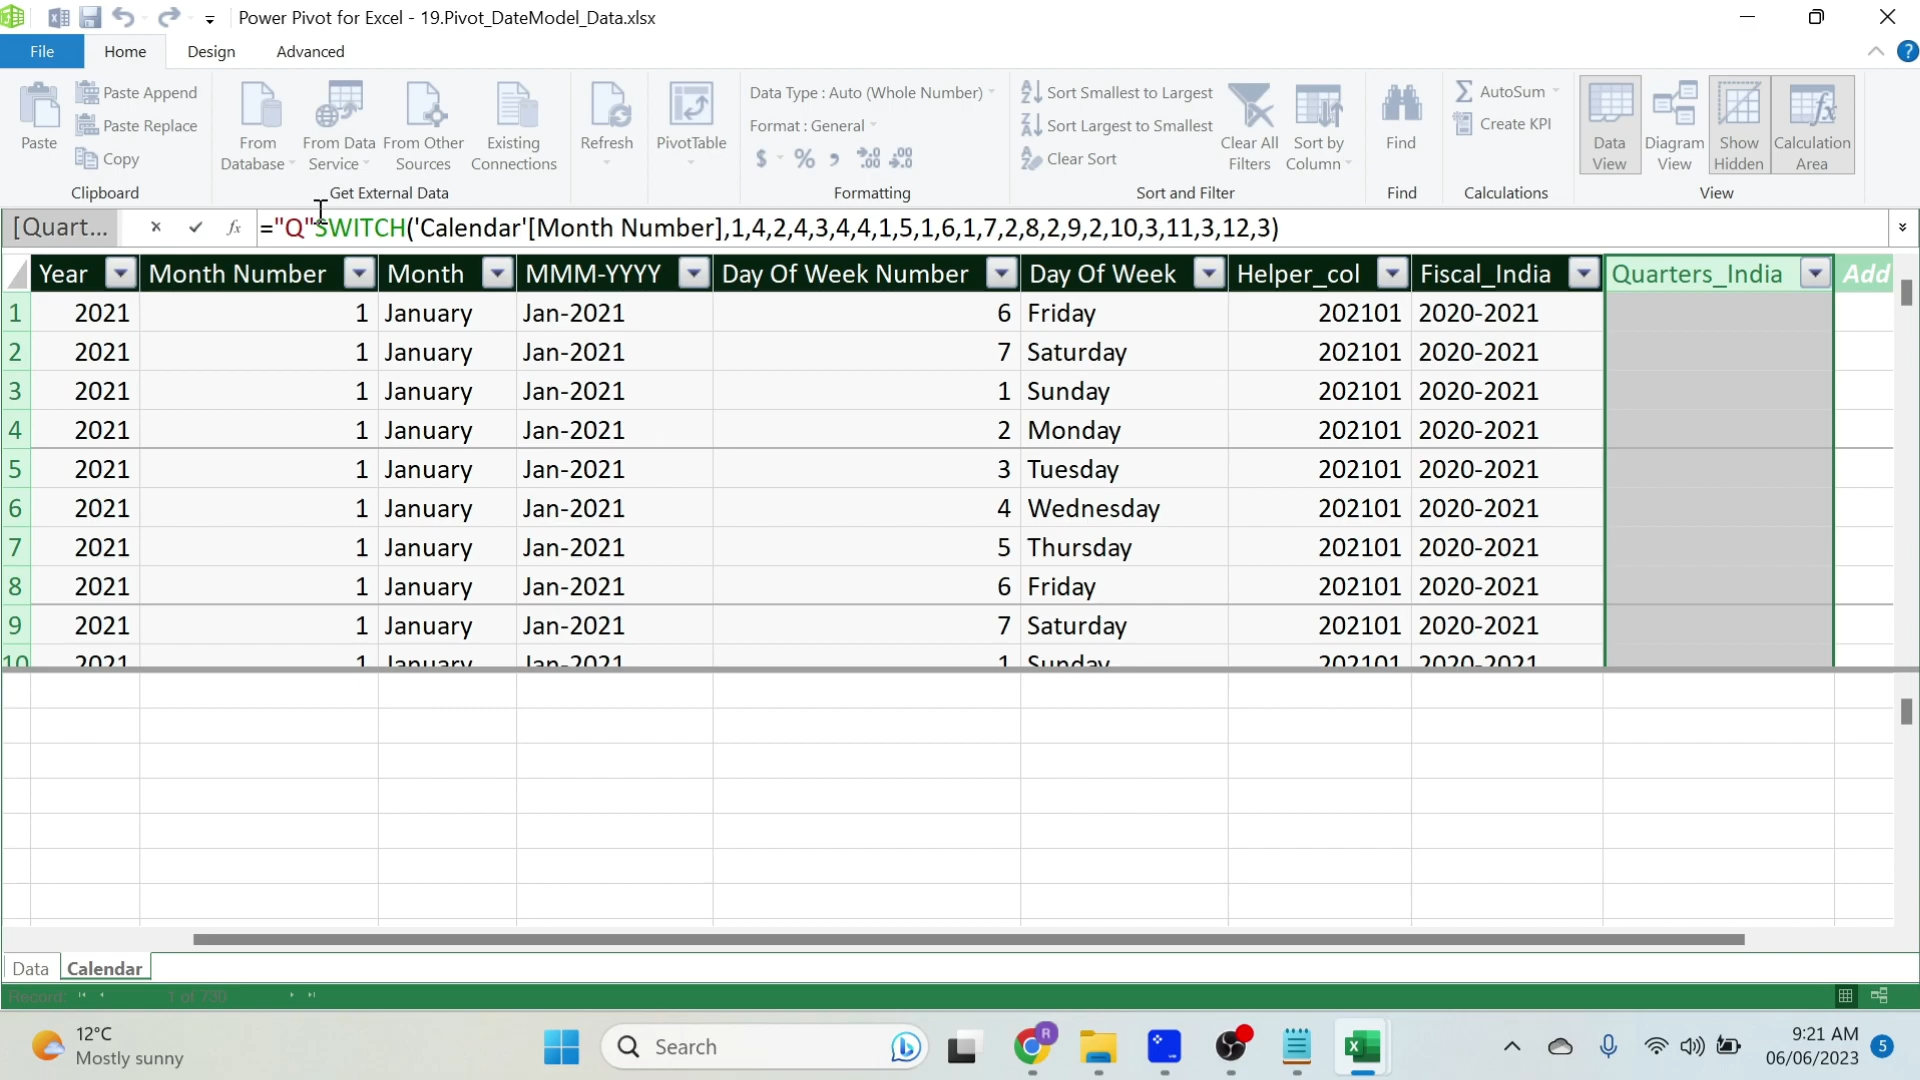 Power Pivot for Excel - 19.Pivot_DateModel_Data.xlsx
File Home Design Advanced
Paste
Paste Append
Paste Replace
Copy
Clipboard
From Database
From Data Service
From Other Sources
Existing Connections
Get External Data
Refresh
PivotTable
Data Type : Auto (Whole Number)
Format : General
$ % , .00
Formatting
Sort Smallest to Largest
Sort Largest to Smallest
Clear Sort
Clear All Filters
Sort by Column
Sort and Filter
Find
Find
AutoSum
Create KPI
Calculations
Data View
Diagram View
Show Hidden
Calculation Area
View
[Quart... fx ="Q"SWITCH('Calendar'[Month Number],1,4,2,4,3,4,4,1,5,1,6,1,7,2,8,2,9,2,10,3,11,3,12,3)
Year Month Number Month MMM-YYYY Day Of Week Number Day Of Week Helper_col Fiscal_India Quarters_India Add
1 2021 1 January Jan-2021 6 Friday 202101 2020-2021
2 2021 1 January Jan-2021 7 Saturday 202101 2020-2021
3 2021 1 January Jan-2021 1 Sunday 202101 2020-2021
4 2021 1 January Jan-2021 2 Monday 202101 2020-2021
5 2021 1 January Jan-2021 3 Tuesday 202101 2020-2021
6 2021 1 January Jan-2021 4 Wednesday 202101 2020-2021
7 2021 1 January Jan-2021 5 Thursday 202101 2020-2021
8 2021 1 January Jan-2021 6 Friday 202101 2020-2021
9 2021 1 January Jan-2021 7 Saturday 202101 2020-2021
10 2021 1 January Jan-2021 1 Sunday 202101 2020-2021
Data Calendar
Record: 1 of 730
12°C
Mostly sunny
Search
R
9:21 AM
06/06/2023
5